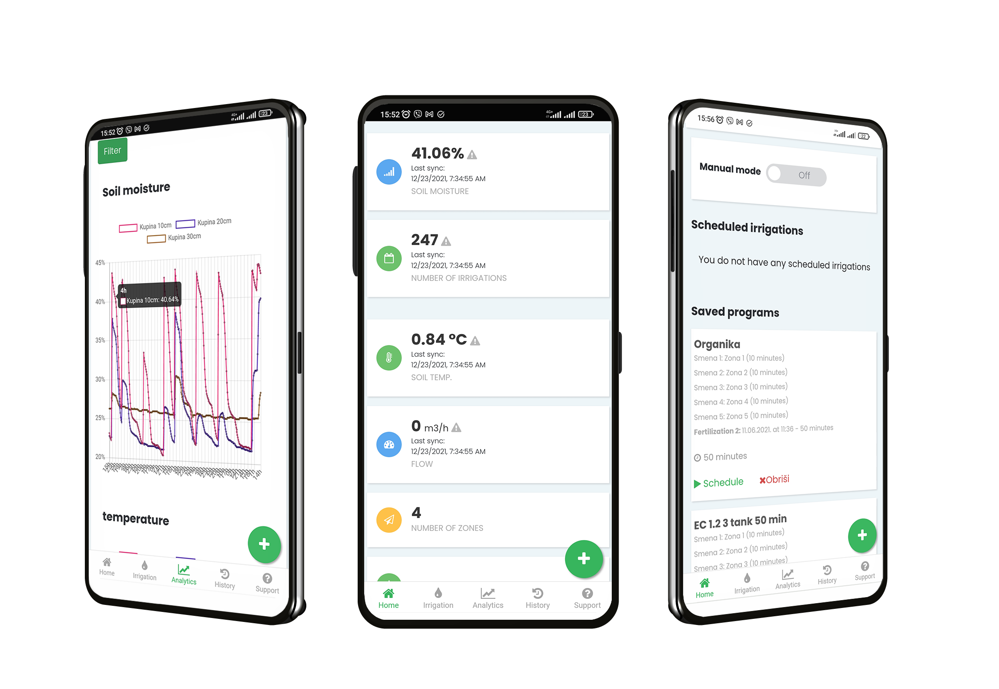 15:52
4G+
23
Filter
Soil moisture
Kupina 10cm Kupina 20cm
Kupina 30cm
45%
4h
Kupina 10cm: 40.64%
40%
35%
30%
25%
20%
15h
14h
temperature
+
Home Irrigation Analytics History Support
15:52
4G+
23
41.06%
Last sync:
12/23/2021, 7:34:55 AM
SOIL MOISTURE
247
Last sync:
12/23/2021, 7:34:55 AM
NUMBER OF IRRIGATIONS
0.84 °C
Last sync:
12/23/2021, 7:34:55 AM
SOIL TEMP.
0 m3/h
Last sync:
12/23/2021, 7:34:55 AM
FLOW
4
NUMBER OF ZONES
+
Home Irrigation Analytics History Support
15:56
H+
22
Manual mode Off
Scheduled irrigations
You do not have any scheduled irrigations
Saved programs
Organika
Smena 1: Zona 1 (10 minutes)
Smena 2: Zona 2 (10 minutes)
Smena 3: Zona 3 (10 minutes)
Smena 4: Zona 4 (10 minutes)
Smena 5: Zona 5 (10 minutes)
Fertilization 2: 11.06.2021. at 11:36 - 50 minutes
50 minutes
Schedule Obriši
EC 1.2 3 tank 50 min
Smena 1: Zona 1 (10 minutes)
Smena 2: Zona 2 (10 minutes)
Smena 3: Zona 3 (10 minutes)
+
Home Irrigation Analytics History Support